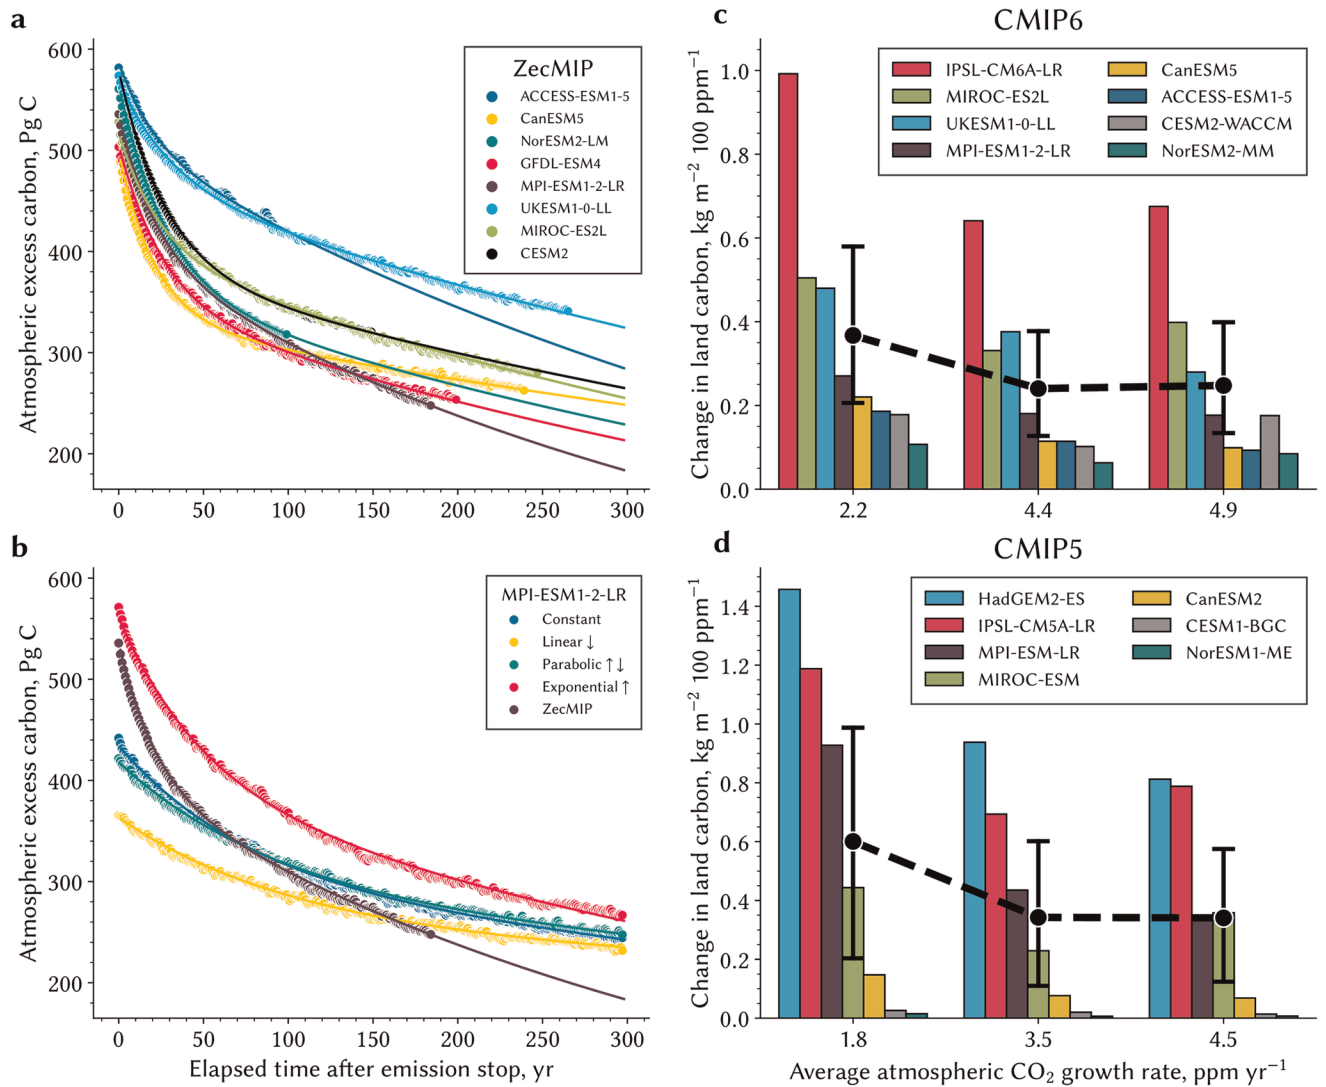 a
Atmospheric excess carbon, Pg C
600
500
400
300
200
0 50 100 150 200 250 300
ZecMIP
ACCESS-ESM1-5
CanESM5
NorESM2-LM
GFDL-ESM4
MPI-ESM1-2-LR
UKESM1-0-LL
MIROC-ES2L
CESM2
b
Atmospheric excess carbon, Pg C
600
500
400
300
200
0 50 100 150 200 250 300
Elapsed time after emission stop, yr
MPI-ESM1-2-LR
Constant
Linear ↓
Parabolic ↑↓
Exponential ↑
ZecMIP
c
CMIP6
Change in land carbon, kg m⁻² 100 ppm⁻¹
1.0
0.8
0.6
0.4
0.2
0.0
2.2 4.4 4.9
IPSL-CM6A-LR
MIROC-ES2L
UKESM1-0-LL
MPI-ESM1-2-LR
CanESM5
ACCESS-ESM1-5
CESM2-WACCM
NorESM2-MM
d
CMIP5
Change in land carbon, kg m⁻² 100 ppm⁻¹
1.4
1.2
1.0
0.8
0.6
0.4
0.2
0.0
1.8 3.5 4.5
Average atmospheric CO₂ growth rate, ppm yr⁻¹
HadGEM2-ES
IPSL-CM5A-LR
MPI-ESM-LR
MIROC-ESM
CanESM2
CESM1-BGC
NorESM1-ME